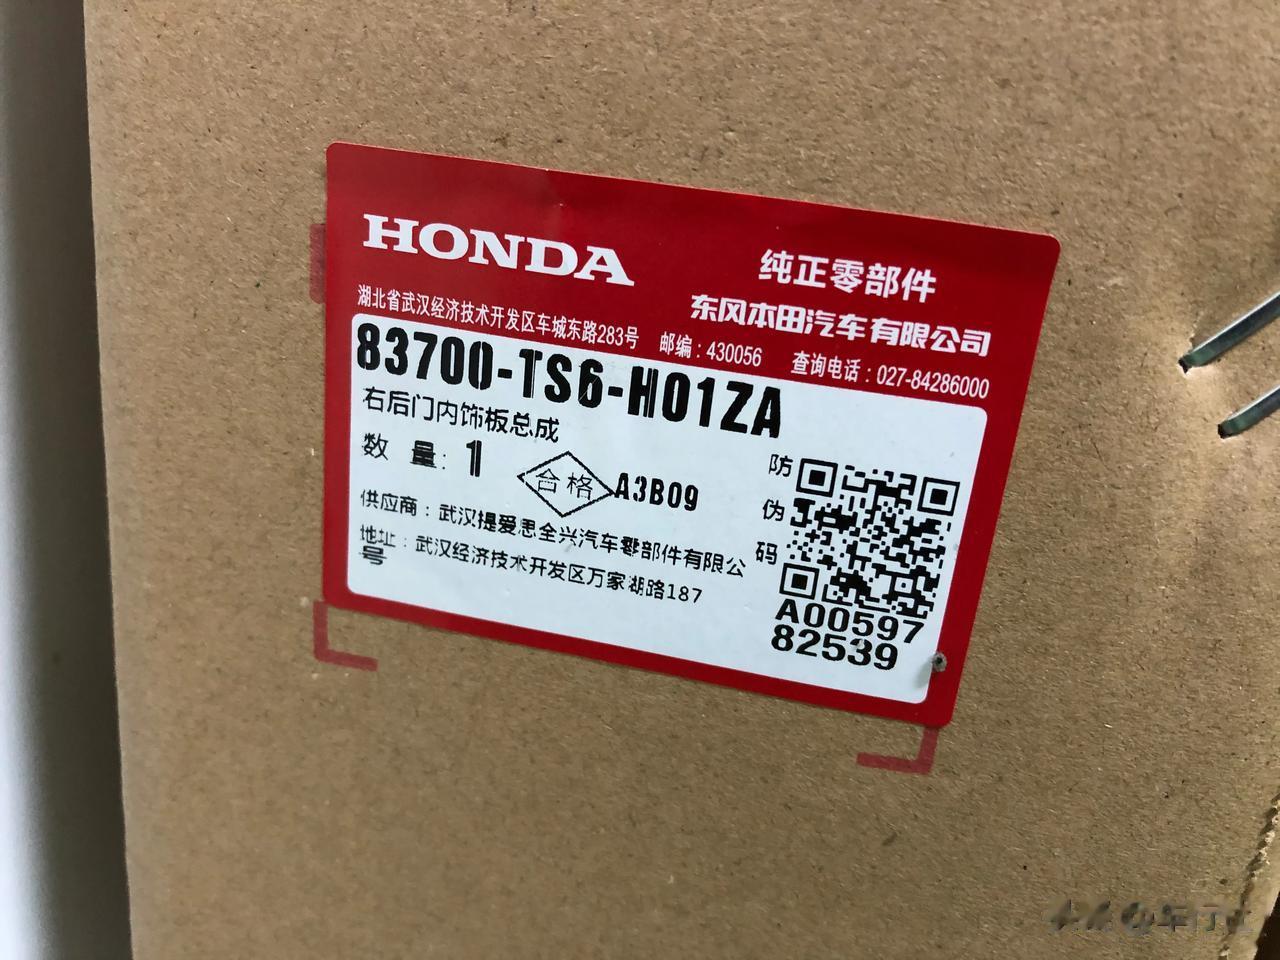 HONDA
纯正零部件
东风本田汽车有限公司
湖北省武汉经济技术开发区车城东路283号 邮编：430056 查询电话：027-84286000
83700-TS6-H01ZA
右后门内饰板总成
数 量：1
合格 A3B09
供应商：武汉提爱思全兴汽车零部件有限公
地址：武汉经济技术开发区万家湖路187
号
防伪码
A00597
82539